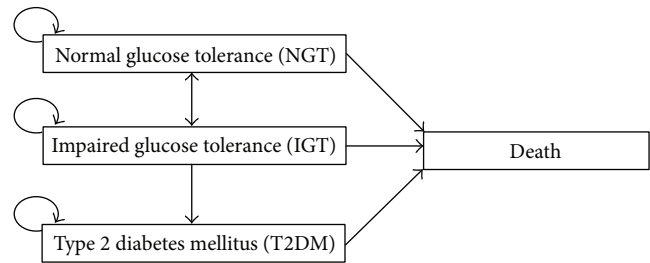 Normal glucose tolerance (NGT)
Impaired glucose tolerance (IGT)
Death
Type 2 diabetes mellitus (T2DM)